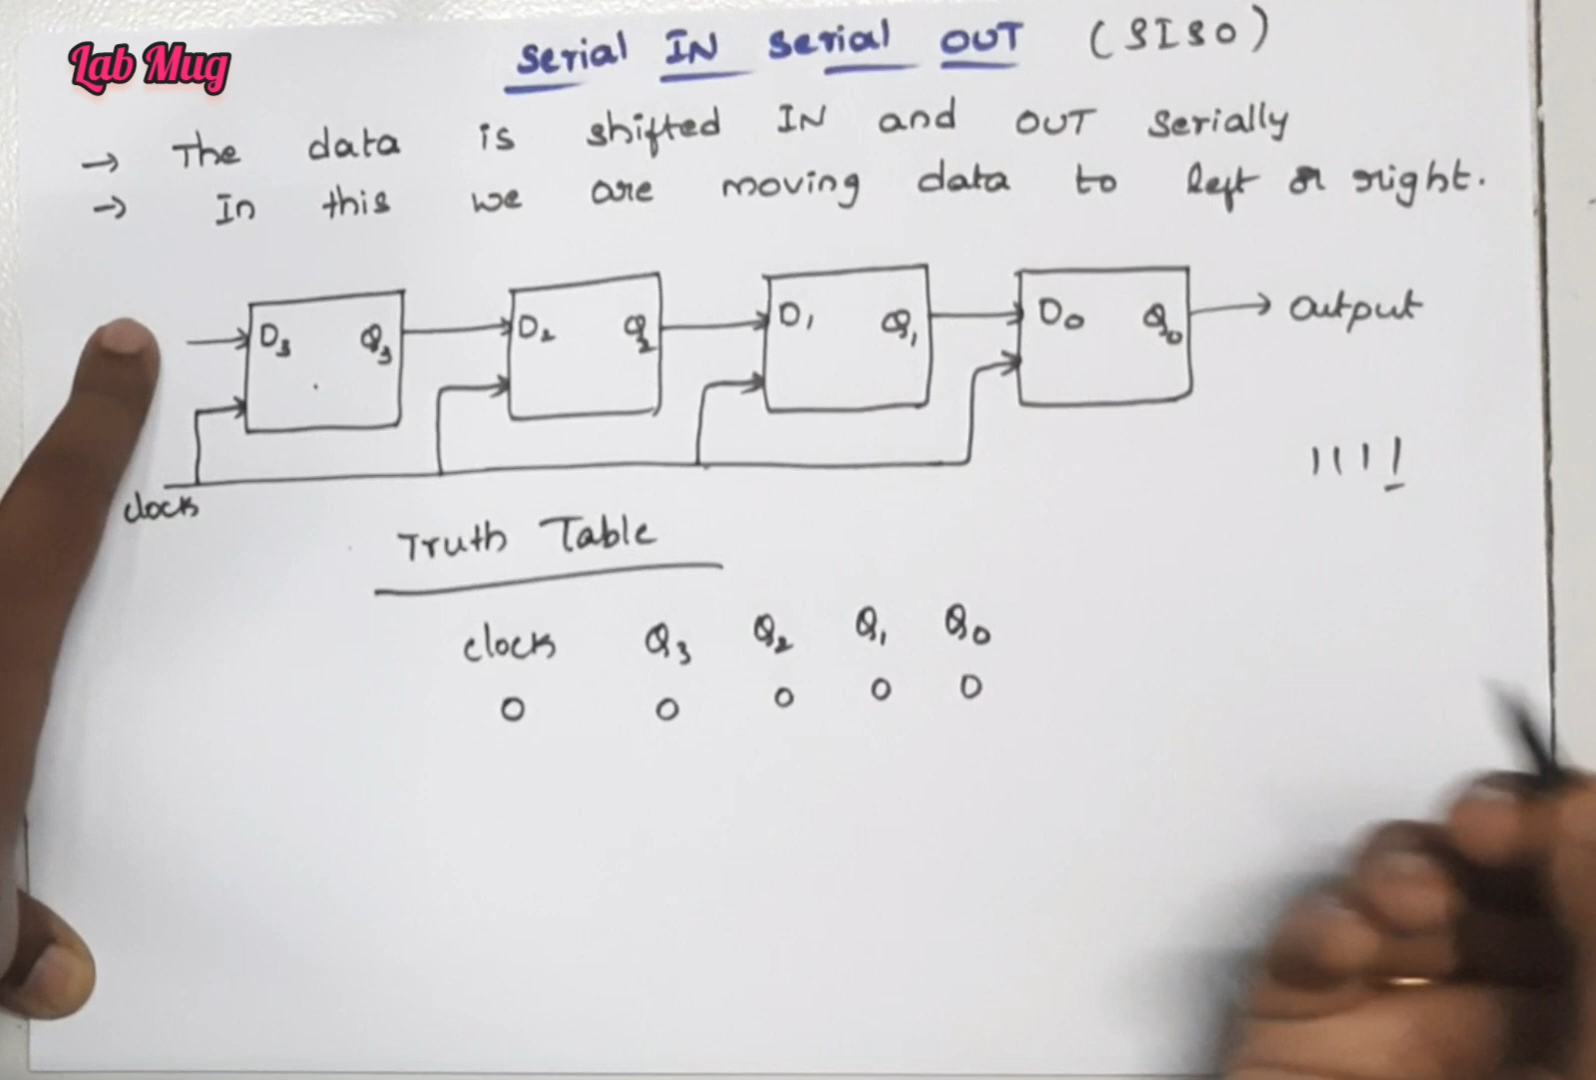 Lab Mug
Serial IN Serial OUT (SISO)
→ The data is shifted IN and OUT Serially
→ In this we are moving data to left or right.
D3 Q3 D2 Q2 D1 Q1 D0 Q0 → output
1111
clock
Truth Table
clock Q3 Q2 Q1 Q0
0 0 0 0 0